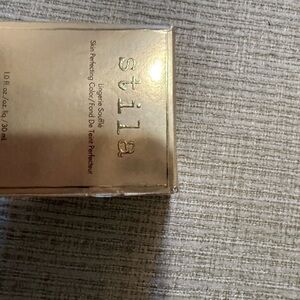 stila
Lingerie Soufflé
Skin Perfecting Color/Fond De Teint Perfecteur
1.0 fl oz/oz. liq. / 30 mL